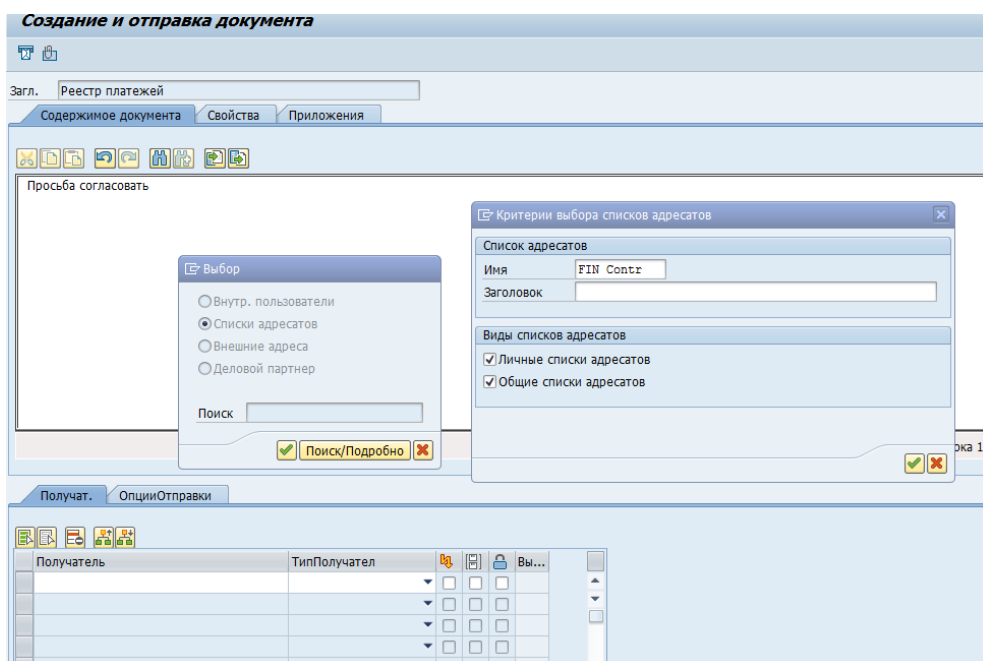 Создание и отправка документа
Загл. Реестр платежей
Содержимое документа Свойства Приложения
Просьба согласовать
Выбор
Внутр. пользователи
Списки адресатов
Внешние адреса
Деловой партнер
Поиск
Поиск/Подробно
Критерии выбора списков адресатов
Список адресатов
Имя FIN Contr
Заголовок
Виды списков адресатов
Личные списки адресатов
Общие списки адресатов
рка 1
Получат. ОпцииОтправки
Получатель ТипПолучател Вы...